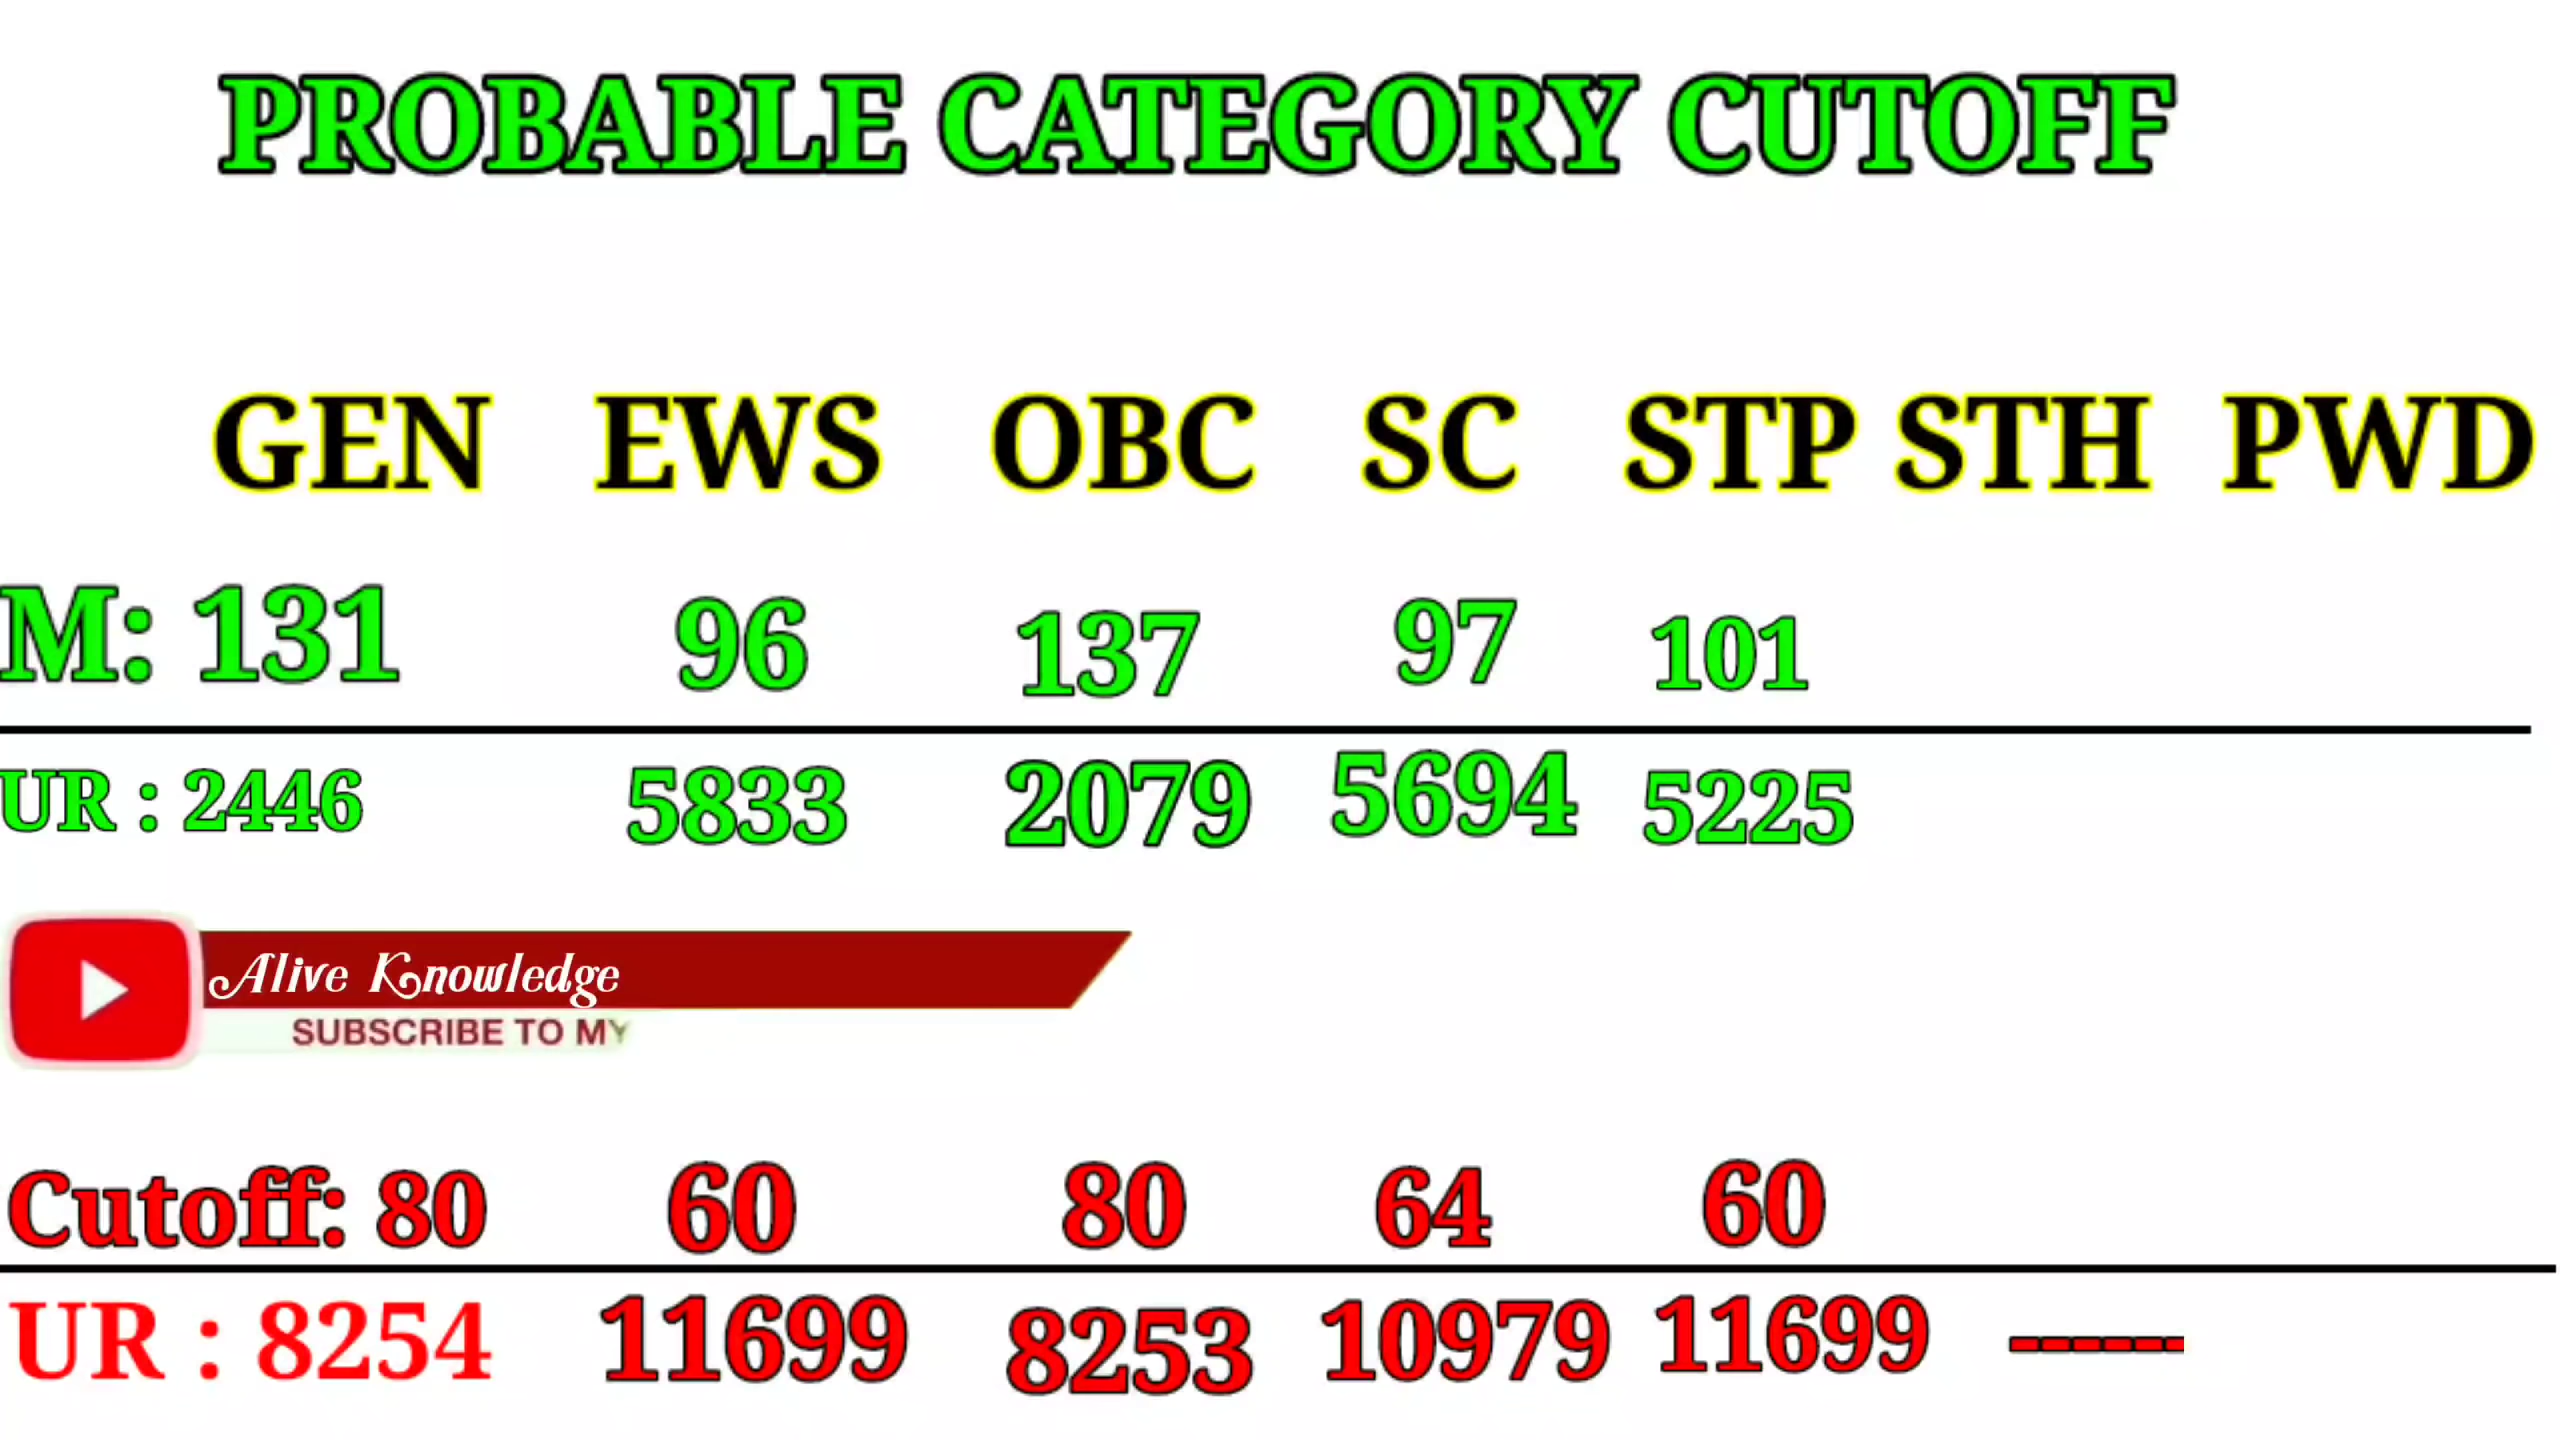 PROBABLE CATEGORY CUTOFF
GEN EWS OBC SC STP STH PWD
M: 131 96 137 97 101
UR : 2446 5833 2079 5694 5225
Alive Knowledge
SUBSCRIBE TO MY
Cutoff: 80 60 80 64 60
UR : 8254 11699 8253 10979 11699 ------